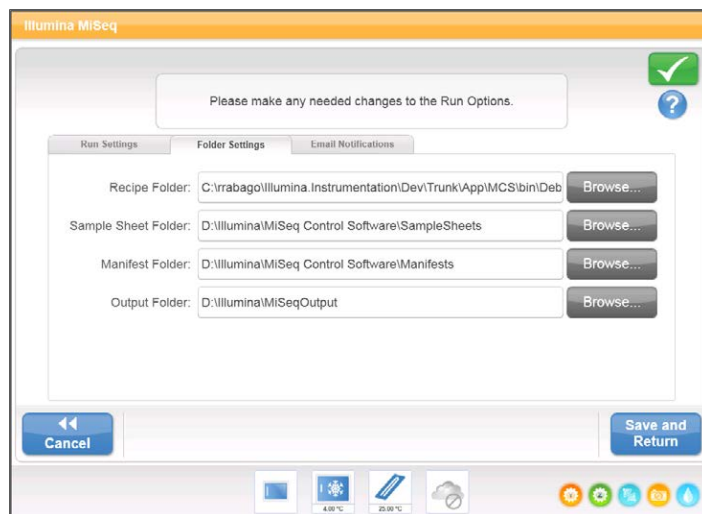 Illumina MiSeq
Please make any needed changes to the Run Options.
?
Run Settings Folder Settings Email Notifications
Recipe Folder: C:\rrabago\Illumina.Instrumentation\Dev\Trunk\App\MCS\bin\Deb Browse...
Sample Sheet Folder: D:\Illumina\MiSeq Control Software\SampleSheets Browse...
Manifest Folder: D:\Illumina\MiSeq Control Software\Manifests Browse...
Output Folder: D:\Illumina\MiSeqOutput Browse...
Cancel
Save and
Return
4.00 °C 25.00 °C